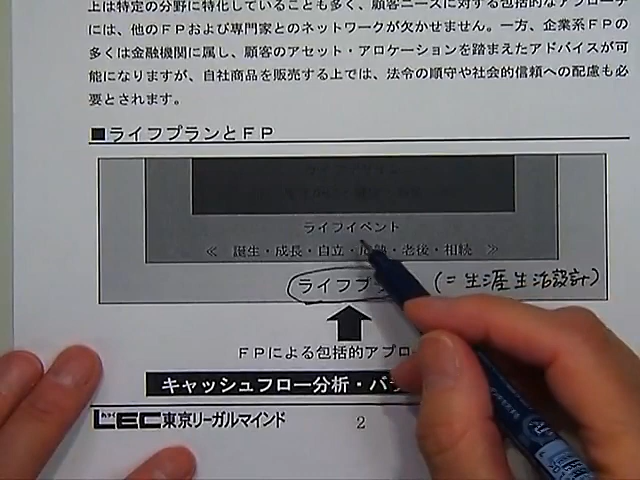 上は特定の分野に特化していることも多く、顧客ニーズに対する包括的なアプローチ
には、他のＦＰおよび専門家とのネットワークが欠かせません。一方、企業系ＦＰの
多くは金融機関に属し、顧客のアセット・アロケーションを踏まえたアドバイスが可
能になりますが、自社商品を販売する上では、法令の順守や社会的信頼への配慮も必
要とされます。
■ライフプランとＦＰ
ライフイベント
≪ 誕生・成長・自立・・老後・相続 ≫
ライフプ (＝生涯生活設計)
ＦＰによる包括的アプロー
キャッシュフロー分析・バ
LEC東京リーガルマインド
2